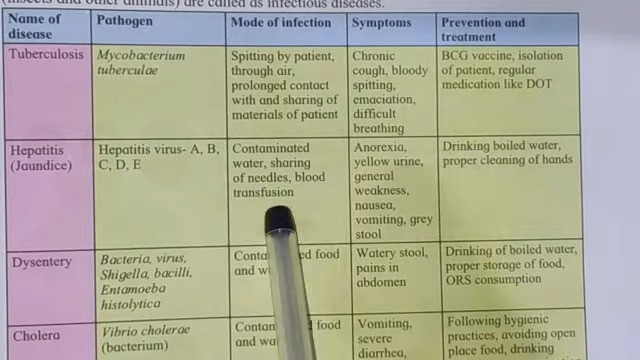 (insects and other animals) are called as infectious diseases.
Name of disease
Pathogen
Mode of infection
Symptoms
Prevention and treatment
Tuberculosis
Mycobacterium
tuberculae
Spitting by patient,
through air,
prolonged contact
with and sharing of
materials of patient
Chronic
cough, bloody
spitting,
emaciation,
difficult
breathing
BCG vaccine, isolation
of patient, regular
medication like DOT
Hepatitis
(Jaundice)
Hepatitis virus- A, B,
C, D, E
Contaminated
water, sharing
of needles, blood
transfusion
Anorexia,
yellow urine,
general
weakness,
nausea,
vomiting, grey
stool
Drinking boiled water,
proper cleaning of hands
Dysentery
Bacteria, virus,
Shigella, bacilli,
Entamoeba
histolytica
food
and
Watery stool,
pains in
abdomen
Drinking of boiled water,
proper storage of food,
ORS consumption
Cholera
Vibrio cholerae
(bacterium)
food
and
Vomiting,
severe
diarrhea,
Following hygienic
practices, avoiding open
place food, drinking